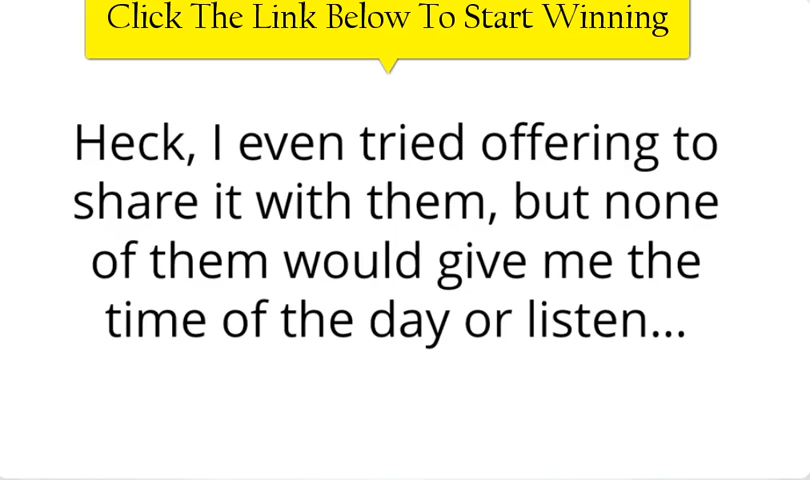 Click The Link Below To Start Winning
Heck, I even tried offering to
share it with them, but none
of them would give me the
time of the day or listen...